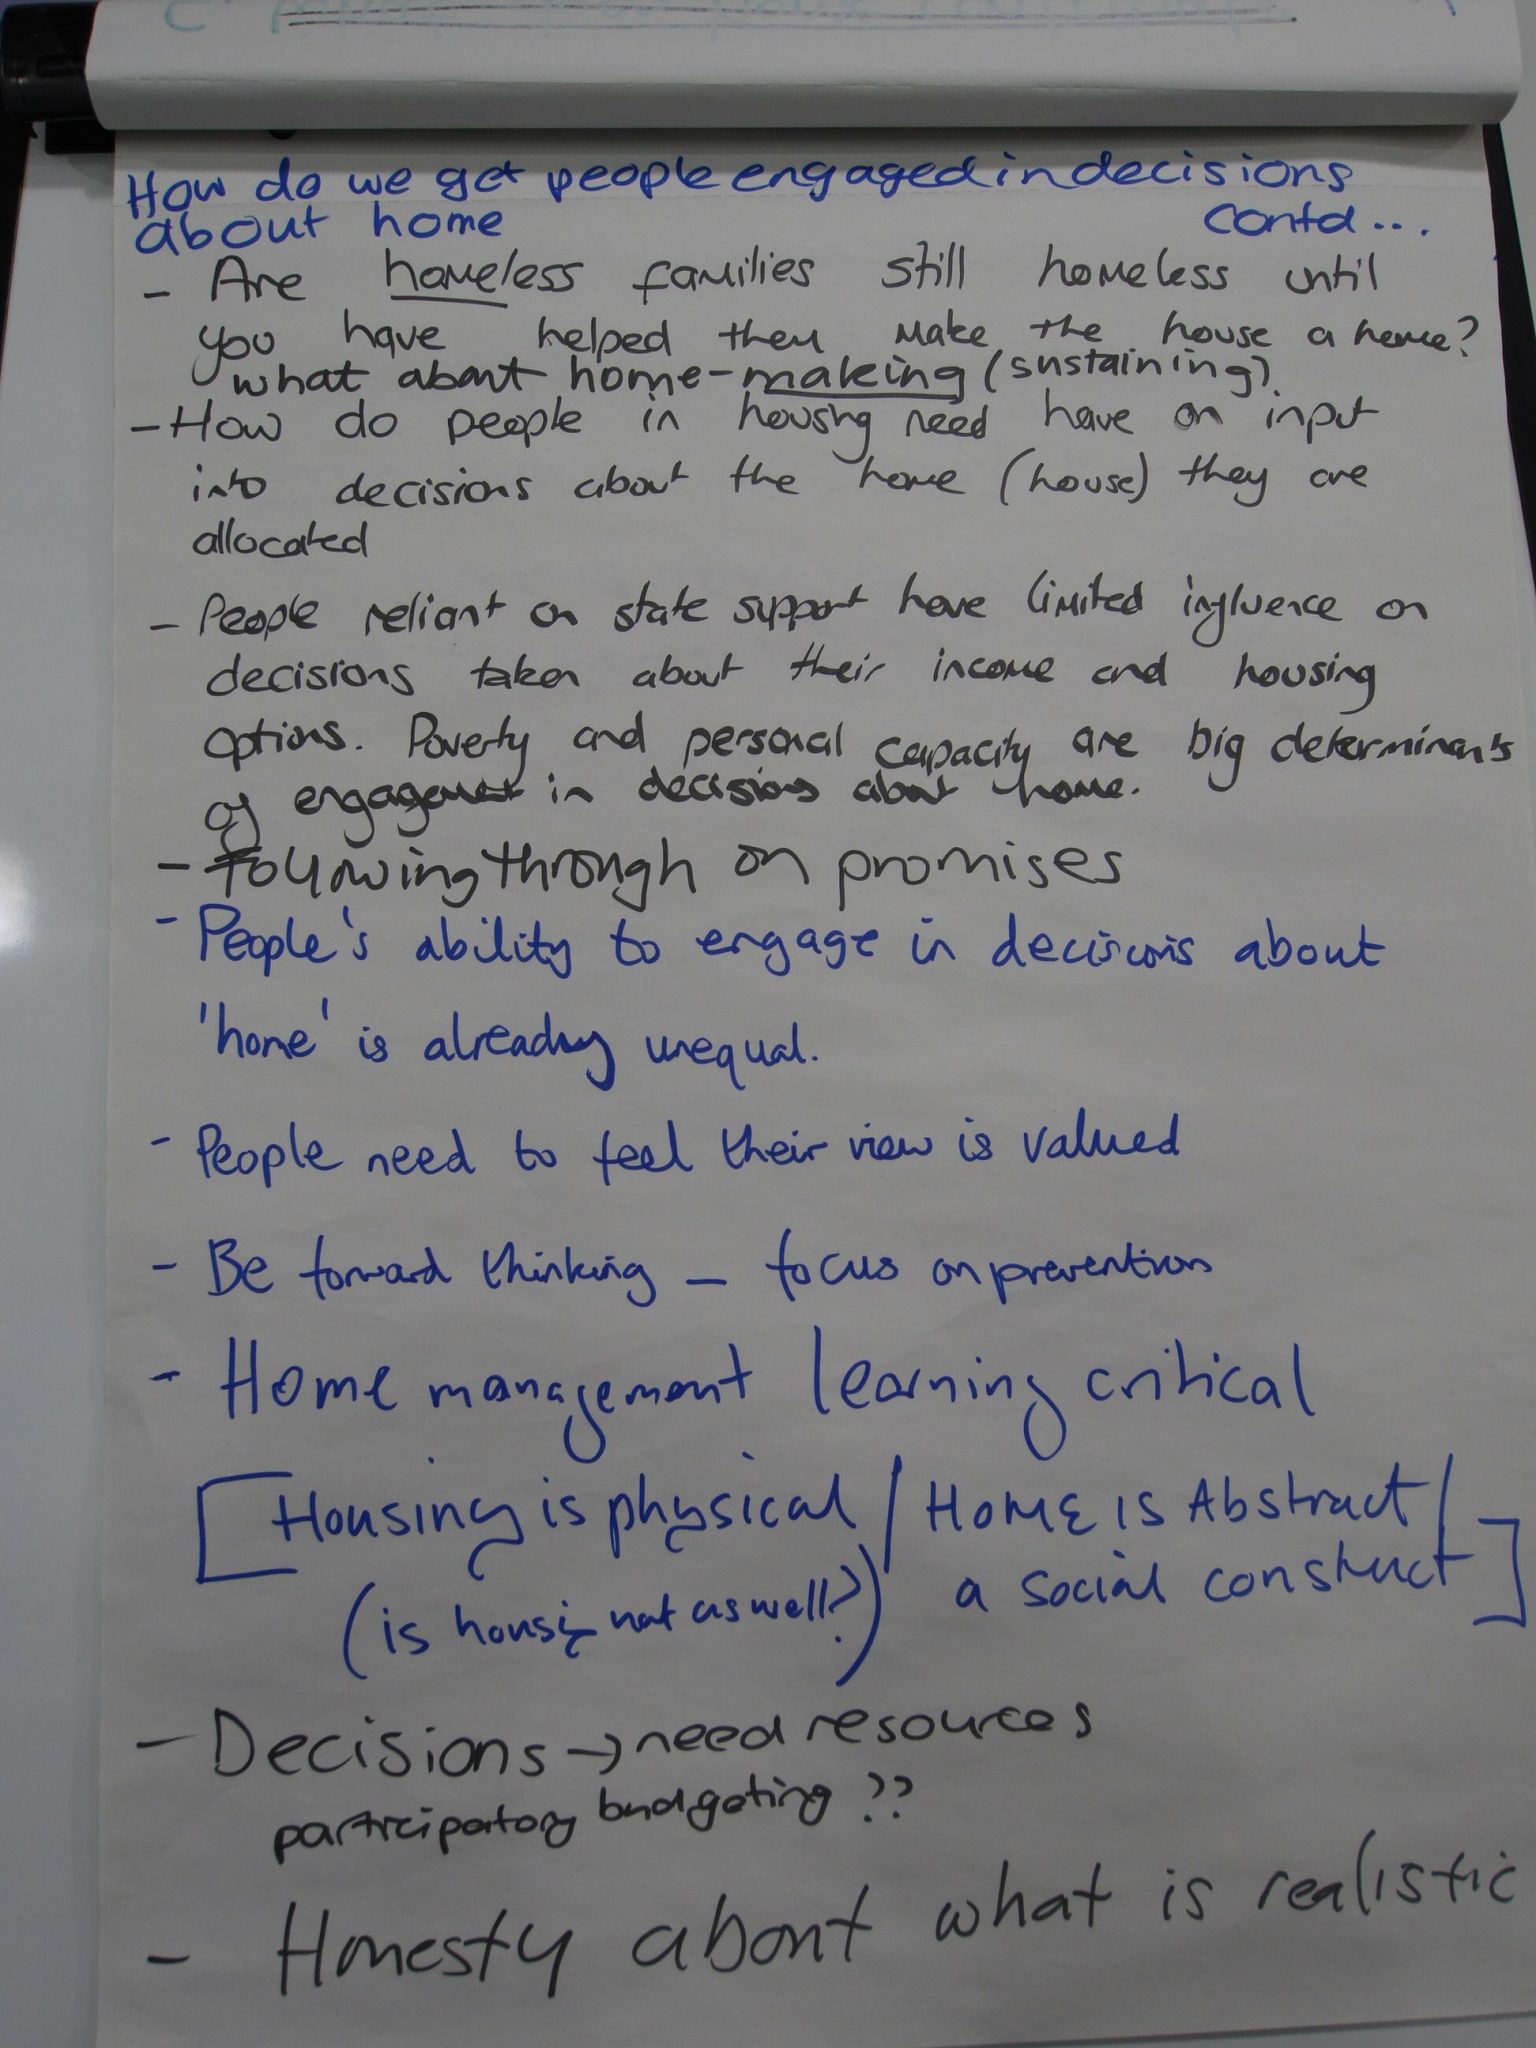 How do we get people engaged in decisions
about home contd...
- Are homeless families still homeless until
you have helped them make the house a home?
what about home-making (sustaining)
- How do people in housing need have an input
into decisions about the home (house) they are
allocated
- People reliant on state support have limited influence on
decisions taken about their income and housing
options. Poverty and personal capacity are big determinants
of engagement in decisions about home.
- Following through on promises
- People's ability to engage in decisions about
'home' is already unequal.
- People need to feel their view is valued
- Be forward thinking - focus on prevention
- Home management learning critical
[Housing is physical / HOME IS Abstract /
(is housing not as well?) a social construct]
- Decisions → need resources
participatory budgeting ??
- Honesty about what is realistic